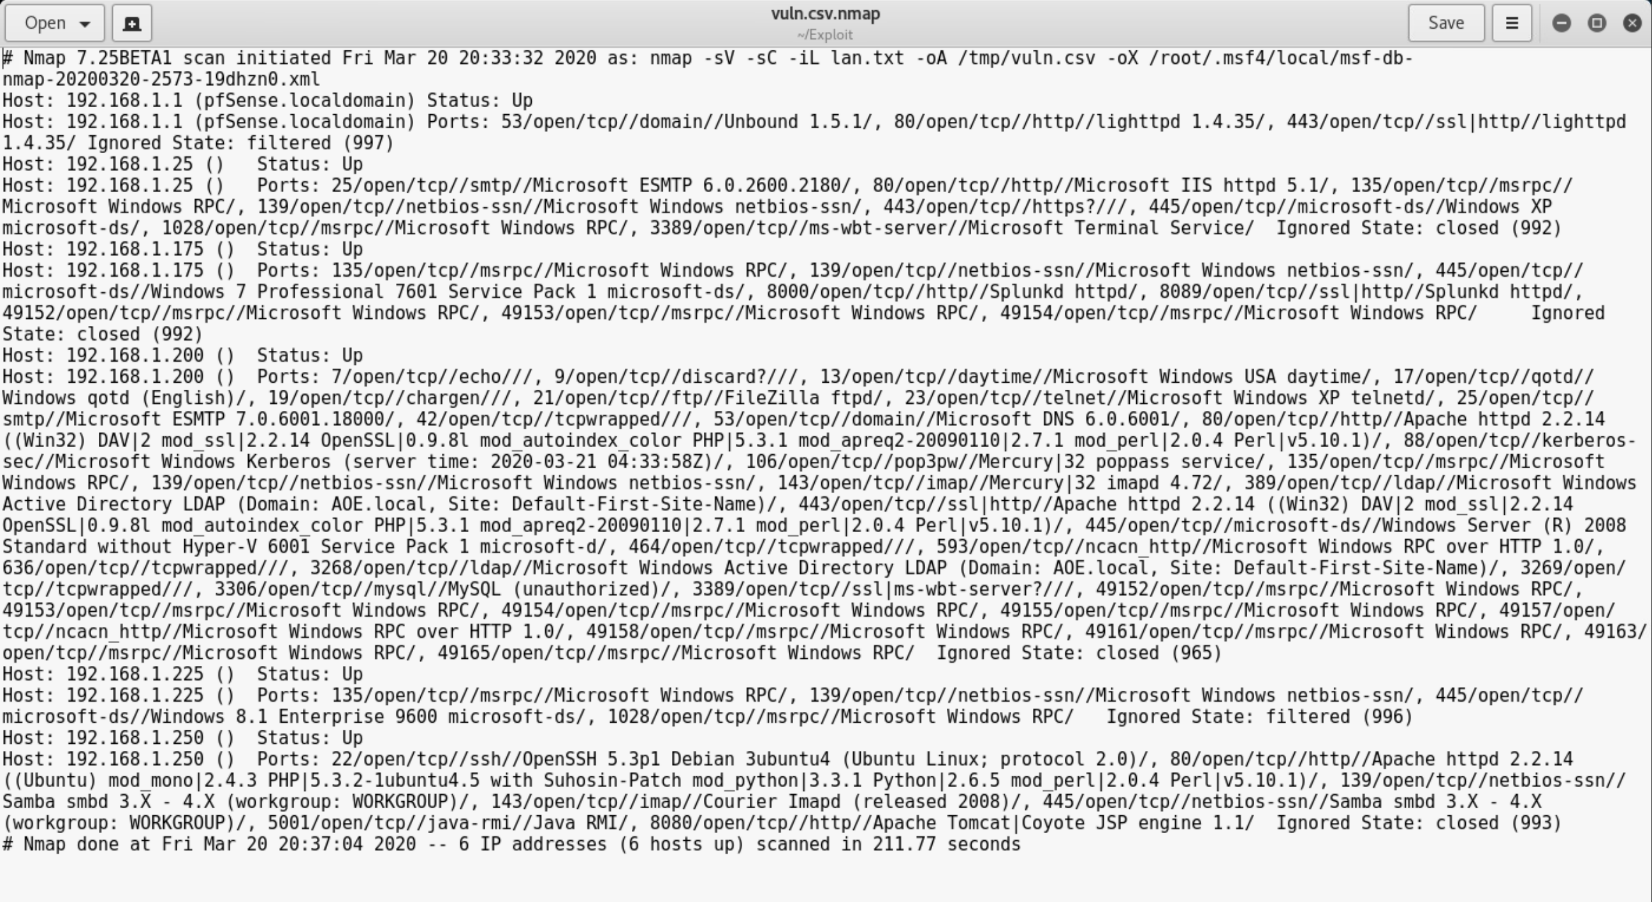 Open
vuln.csv.nmap
~/Exploit
Save
# Nmap 7.25BETA1 scan initiated Fri Mar 20 20:33:32 2020 as: nmap -sV -sC -iL lan.txt -oA /tmp/vuln.csv -oX /root/.msf4/local/msf-db-
nmap-20200320-2573-19dhzn0.xml
Host: 192.168.1.1 (pfSense.localdomain) Status: Up
Host: 192.168.1.1 (pfSense.localdomain) Ports: 53/open/tcp//domain//Unbound 1.5.1/, 80/open/tcp//http//lighttpd 1.4.35/, 443/open/tcp//ssl|http//lighttpd
1.4.35/ Ignored State: filtered (997)
Host: 192.168.1.25 ()   Status: Up
Host: 192.168.1.25 ()   Ports: 25/open/tcp//smtp//Microsoft ESMTP 6.0.2600.2180/, 80/open/tcp//http//Microsoft IIS httpd 5.1/, 135/open/tcp//msrpc//
Microsoft Windows RPC/, 139/open/tcp//netbios-ssn//Microsoft Windows netbios-ssn/, 443/open/tcp//https?///, 445/open/tcp//microsoft-ds//Windows XP
microsoft-ds/, 1028/open/tcp//msrpc//Microsoft Windows RPC/, 3389/open/tcp//ms-wbt-server//Microsoft Terminal Service/  Ignored State: closed (992)
Host: 192.168.1.175 ()  Status: Up
Host: 192.168.1.175 ()  Ports: 135/open/tcp//msrpc//Microsoft Windows RPC/, 139/open/tcp//netbios-ssn//Microsoft Windows netbios-ssn/, 445/open/tcp//
microsoft-ds//Windows 7 Professional 7601 Service Pack 1 microsoft-ds/, 8000/open/tcp//http//Splunkd httpd/, 8089/open/tcp//ssl|http//Splunkd httpd/,
49152/open/tcp//msrpc//Microsoft Windows RPC/, 49153/open/tcp//msrpc//Microsoft Windows RPC/, 49154/open/tcp//msrpc//Microsoft Windows RPC/     Ignored
State: closed (992)
Host: 192.168.1.200 ()  Status: Up
Host: 192.168.1.200 ()  Ports: 7/open/tcp//echo///, 9/open/tcp//discard?///, 13/open/tcp//daytime//Microsoft Windows USA daytime/, 17/open/tcp//qotd//
Windows qotd (English)/, 19/open/tcp//chargen///, 21/open/tcp//ftp//FileZilla ftpd/, 23/open/tcp//telnet//Microsoft Windows XP telnetd/, 25/open/tcp//
smtp//Microsoft ESMTP 7.0.6001.18000/, 42/open/tcp//tcpwrapped///, 53/open/tcp//domain//Microsoft DNS 6.0.6001/, 80/open/tcp//http//Apache httpd 2.2.14
((Win32) DAV|2 mod_ssl|2.2.14 OpenSSL|0.9.8l mod_autoindex_color PHP|5.3.1 mod_apreq2-20090110|2.7.1 mod_perl|2.0.4 Perl|v5.10.1)/, 88/open/tcp//kerberos-
sec//Microsoft Windows Kerberos (server time: 2020-03-21 04:33:58Z)/, 106/open/tcp//pop3pw//Mercury|32 poppass service/, 135/open/tcp//msrpc//Microsoft
Windows RPC/, 139/open/tcp//netbios-ssn//Microsoft Windows netbios-ssn/, 143/open/tcp//imap//Mercury|32 imapd 4.72/, 389/open/tcp//ldap//Microsoft Windows
Active Directory LDAP (Domain: AOE.local, Site: Default-First-Site-Name)/, 443/open/tcp//ssl|http//Apache httpd 2.2.14 ((Win32) DAV|2 mod_ssl|2.2.14
OpenSSL|0.9.8l mod_autoindex_color PHP|5.3.1 mod_apreq2-20090110|2.7.1 mod_perl|2.0.4 Perl|v5.10.1)/, 445/open/tcp//microsoft-ds//Windows Server (R) 2008
Standard without Hyper-V 6001 Service Pack 1 microsoft-d/, 464/open/tcp//tcpwrapped///, 593/open/tcp//ncacn_http//Microsoft Windows RPC over HTTP 1.0/,
636/open/tcp//tcpwrapped///, 3268/open/tcp//ldap//Microsoft Windows Active Directory LDAP (Domain: AOE.local, Site: Default-First-Site-Name)/, 3269/open/
tcp//tcpwrapped///, 3306/open/tcp//mysql//MySQL (unauthorized)/, 3389/open/tcp//ssl|ms-wbt-server?///, 49152/open/tcp//msrpc//Microsoft Windows RPC/,
49153/open/tcp//msrpc//Microsoft Windows RPC/, 49154/open/tcp//msrpc//Microsoft Windows RPC/, 49155/open/tcp//msrpc//Microsoft Windows RPC/, 49157/open/
tcp//ncacn_http//Microsoft Windows RPC over HTTP 1.0/, 49158/open/tcp//msrpc//Microsoft Windows RPC/, 49161/open/tcp//msrpc//Microsoft Windows RPC/, 49163/
open/tcp//msrpc//Microsoft Windows RPC/, 49165/open/tcp//msrpc//Microsoft Windows RPC/  Ignored State: closed (965)
Host: 192.168.1.225 ()  Status: Up
Host: 192.168.1.225 ()  Ports: 135/open/tcp//msrpc//Microsoft Windows RPC/, 139/open/tcp//netbios-ssn//Microsoft Windows netbios-ssn/, 445/open/tcp//
microsoft-ds//Windows 8.1 Enterprise 9600 microsoft-ds/, 1028/open/tcp//msrpc//Microsoft Windows RPC/   Ignored State: filtered (996)
Host: 192.168.1.250 ()  Status: Up
Host: 192.168.1.250 ()  Ports: 22/open/tcp//ssh//OpenSSH 5.3p1 Debian 3ubuntu4 (Ubuntu Linux; protocol 2.0)/, 80/open/tcp//http//Apache httpd 2.2.14
((Ubuntu) mod_mono|2.4.3 PHP|5.3.2-1ubuntu4.5 with Suhosin-Patch mod_python|3.3.1 Python|2.6.5 mod_perl|2.0.4 Perl|v5.10.1)/, 139/open/tcp//netbios-ssn//
Samba smbd 3.X - 4.X (workgroup: WORKGROUP)/, 143/open/tcp//imap//Courier Imapd (released 2008)/, 445/open/tcp//netbios-ssn//Samba smbd 3.X - 4.X
(workgroup: WORKGROUP)/, 5001/open/tcp//java-rmi//Java RMI/, 8080/open/tcp//http//Apache Tomcat|Coyote JSP engine 1.1/  Ignored State: closed (993)
# Nmap done at Fri Mar 20 20:37:04 2020 -- 6 IP addresses (6 hosts up) scanned in 211.77 seconds